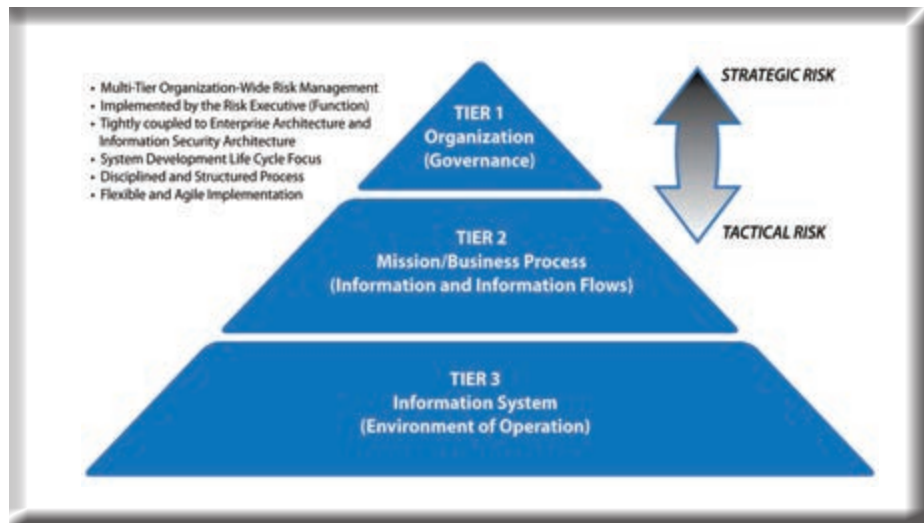 • Multi-Tier Organization-Wide Risk Management
• Implemented by the Risk Executive (Function)
• Tightly coupled to Enterprise Architecture and
Information Security Architecture
• System Development Life Cycle Focus
• Disciplined and Structured Process
• Flexible and Agile Implementation
TIER 1
Organization
(Governance)
STRATEGIC RISK
TACTICAL RISK
TIER 2
Mission/Business Process
(Information and Information Flows)
TIER 3
Information System
(Environment of Operation)